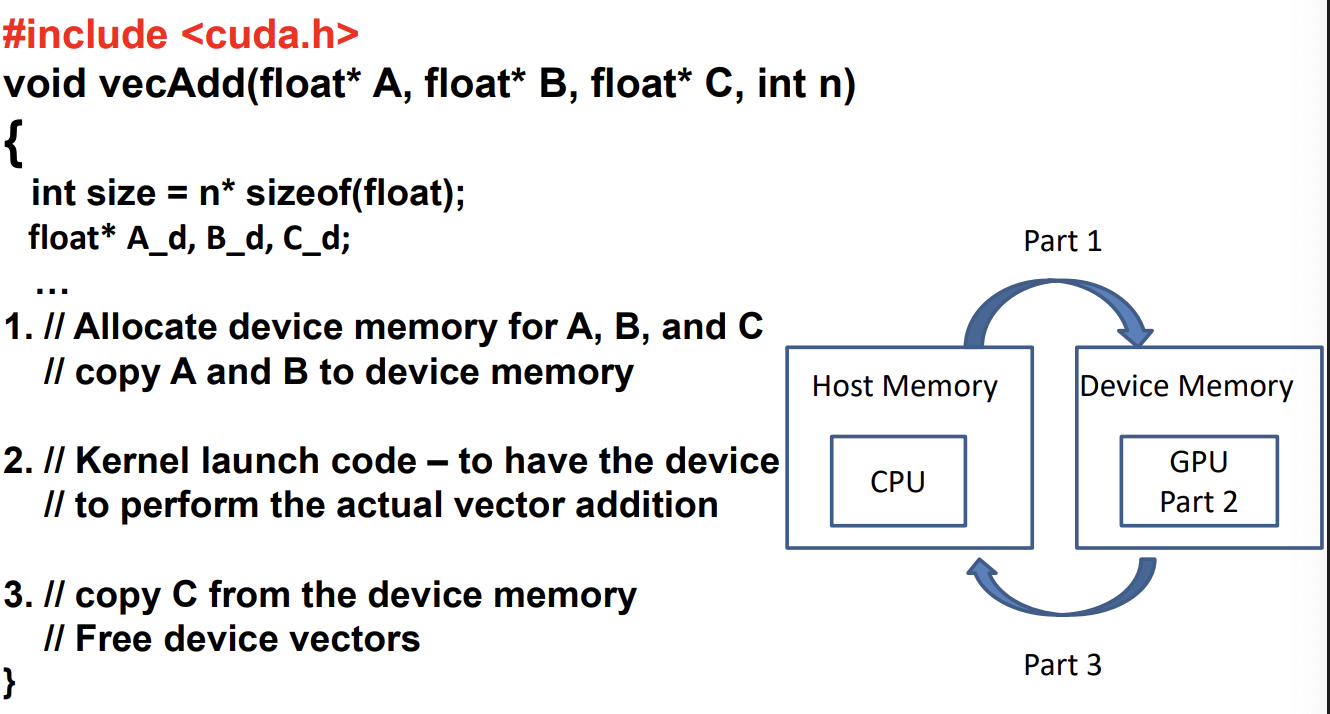 #include <cuda.h>
void vecAdd(float* A, float* B, float* C, int n)
{
int size = n* sizeof(float);
float* A_d, B_d, C_d;
…
1. // Allocate device memory for A, B, and C
// copy A and B to device memory
2. // Kernel launch code – to have the device
// to perform the actual vector addition
3. // copy C from the device memory
// Free device vectors
}
Part 1
Host Memory
CPU
Device Memory
GPU
Part 2
Part 3